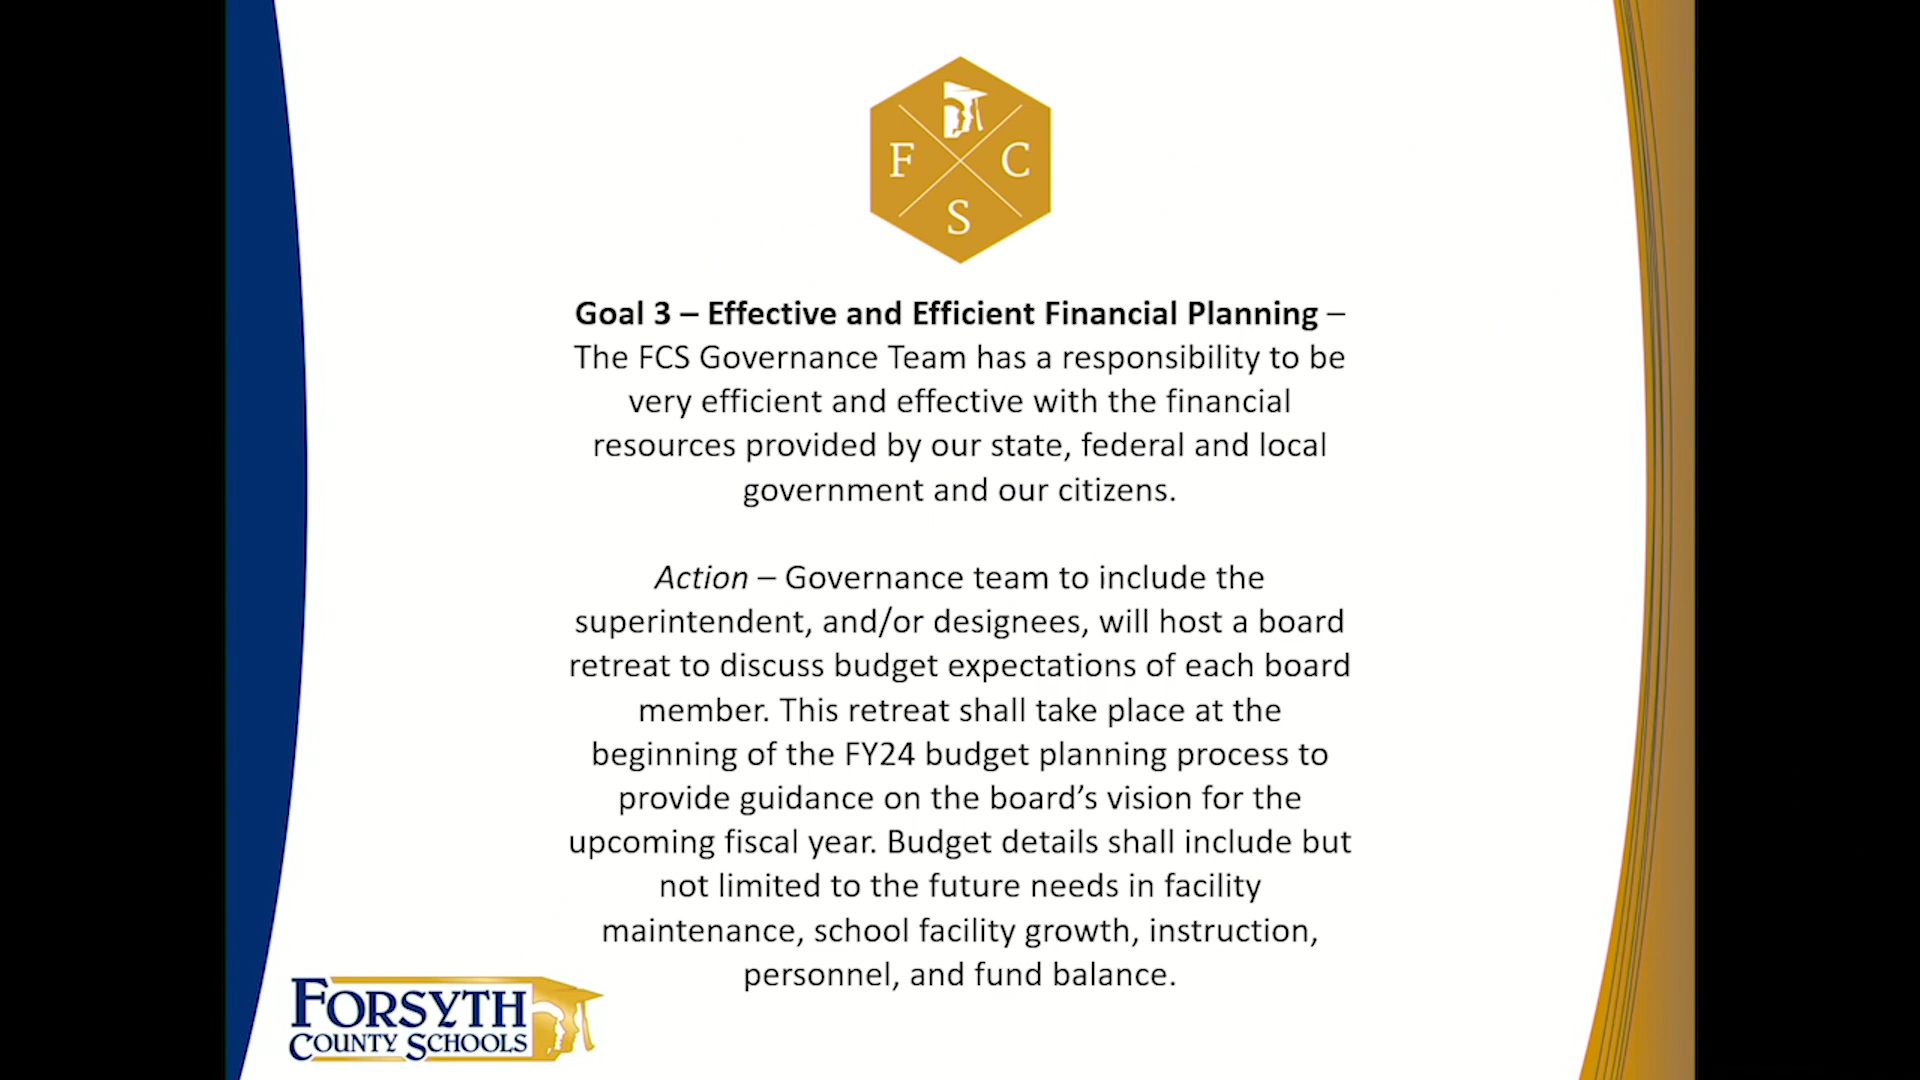 F C
S
Goal 3 – Effective and Efficient Financial Planning –
The FCS Governance Team has a responsibility to be
very efficient and effective with the financial
resources provided by our state, federal and local
government and our citizens.
Action – Governance team to include the
superintendent, and/or designees, will host a board
retreat to discuss budget expectations of each board
member. This retreat shall take place at the
beginning of the FY24 budget planning process to
provide guidance on the board’s vision for the
upcoming fiscal year. Budget details shall include but
not limited to the future needs in facility
maintenance, school facility growth, instruction,
personnel, and fund balance.
FORSYTH
COUNTY SCHOOLS